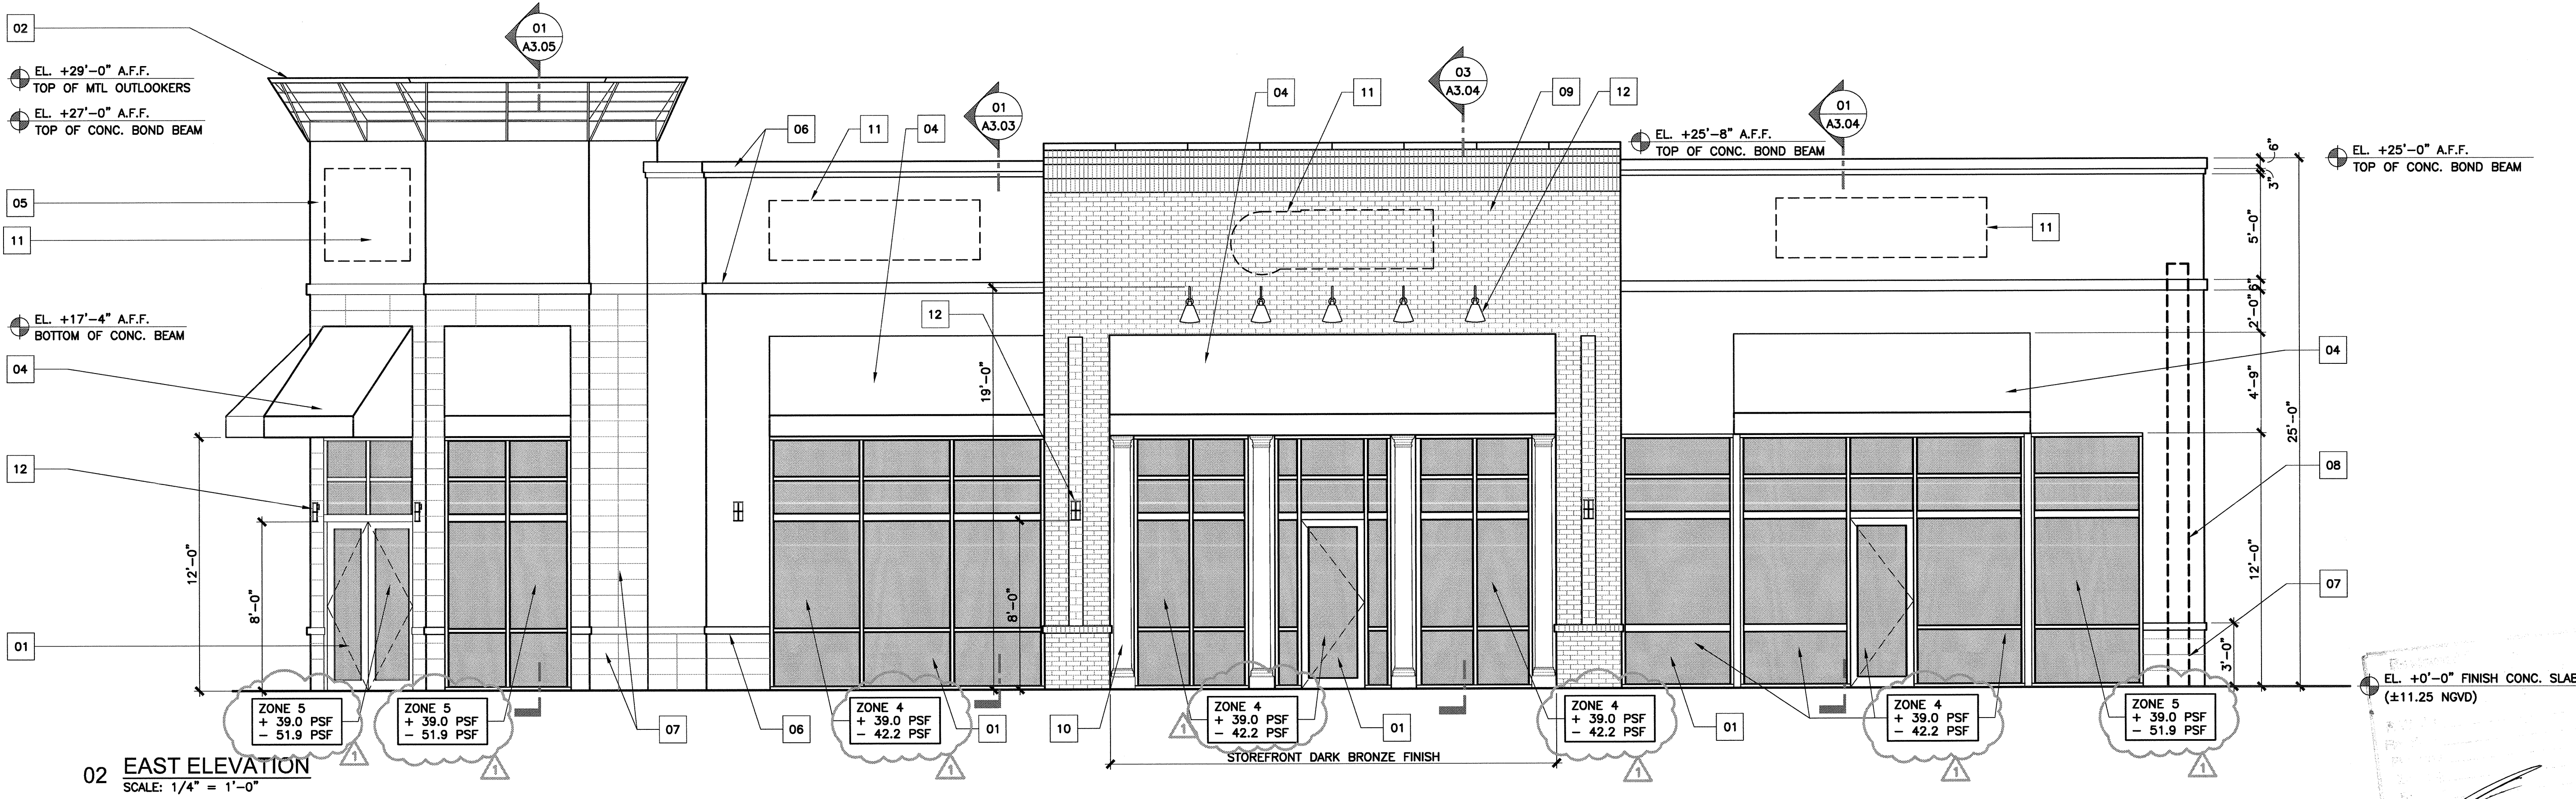 02
01
A3.05
EL. +29'-0" A.F.F.
TOP OF MTL OUTLOOKERS
EL. +27'-0" A.F.F.
TOP OF CONC. BOND BEAM
05
11
EL. +17'-4" A.F.F.
BOTTOM OF CONC. BEAM
04
12
01
06
11
04
01
A3.03
04
11
03
A3.04
09
12
EL. +25'-8" A.F.F.
TOP OF CONC. BOND BEAM
01
A3.04
11
6"
3"
5'-0"
6"
2'-0"
4'-9"
12'-0"
3'-0"
25'-0"
EL. +25'-0" A.F.F.
TOP OF CONC. BOND BEAM
04
08
07
EL. +0'-0" FINISH CONC. SLAB
(±11.25 NGVD)
12
19'-0"
8'-0"
12'-0"
8'-0"
ZONE 5
+ 39.0 PSF
- 51.9 PSF
1
ZONE 5
+ 39.0 PSF
- 51.9 PSF
1
07
06
ZONE 4
+ 39.0 PSF
- 42.2 PSF
1
01
10
1
ZONE 4
+ 39.0 PSF
- 42.2 PSF
01
ZONE 4
+ 39.0 PSF
- 42.2 PSF
1
01
ZONE 4
+ 39.0 PSF
- 42.2 PSF
1
ZONE 5
+ 39.0 PSF
- 51.9 PSF
1
STOREFRONT DARK BRONZE FINISH
02 EAST ELEVATION
SCALE: 1/4" = 1'-0"